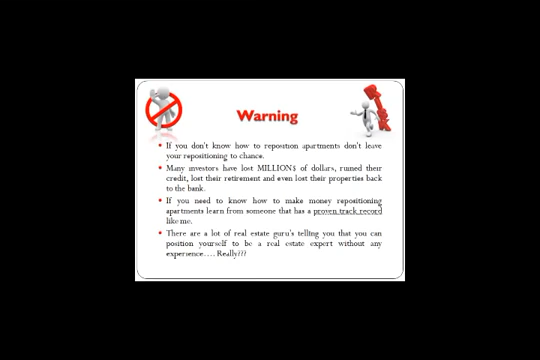 Warning
• If you don't know how to reposition apartments don't leave
your repositioning to chance.
• Many investors have lost MILLION$ of dollars, ruined their
credit, lost their retirement and even lost their properties back
to the bank.
• If you need to know how to make money repositioning
apartments learn from someone that has a proven track record
like me.
• There are a lot of real estate guru's telling you that you can
position yourself to be a real estate expert without any
experience.... Really???